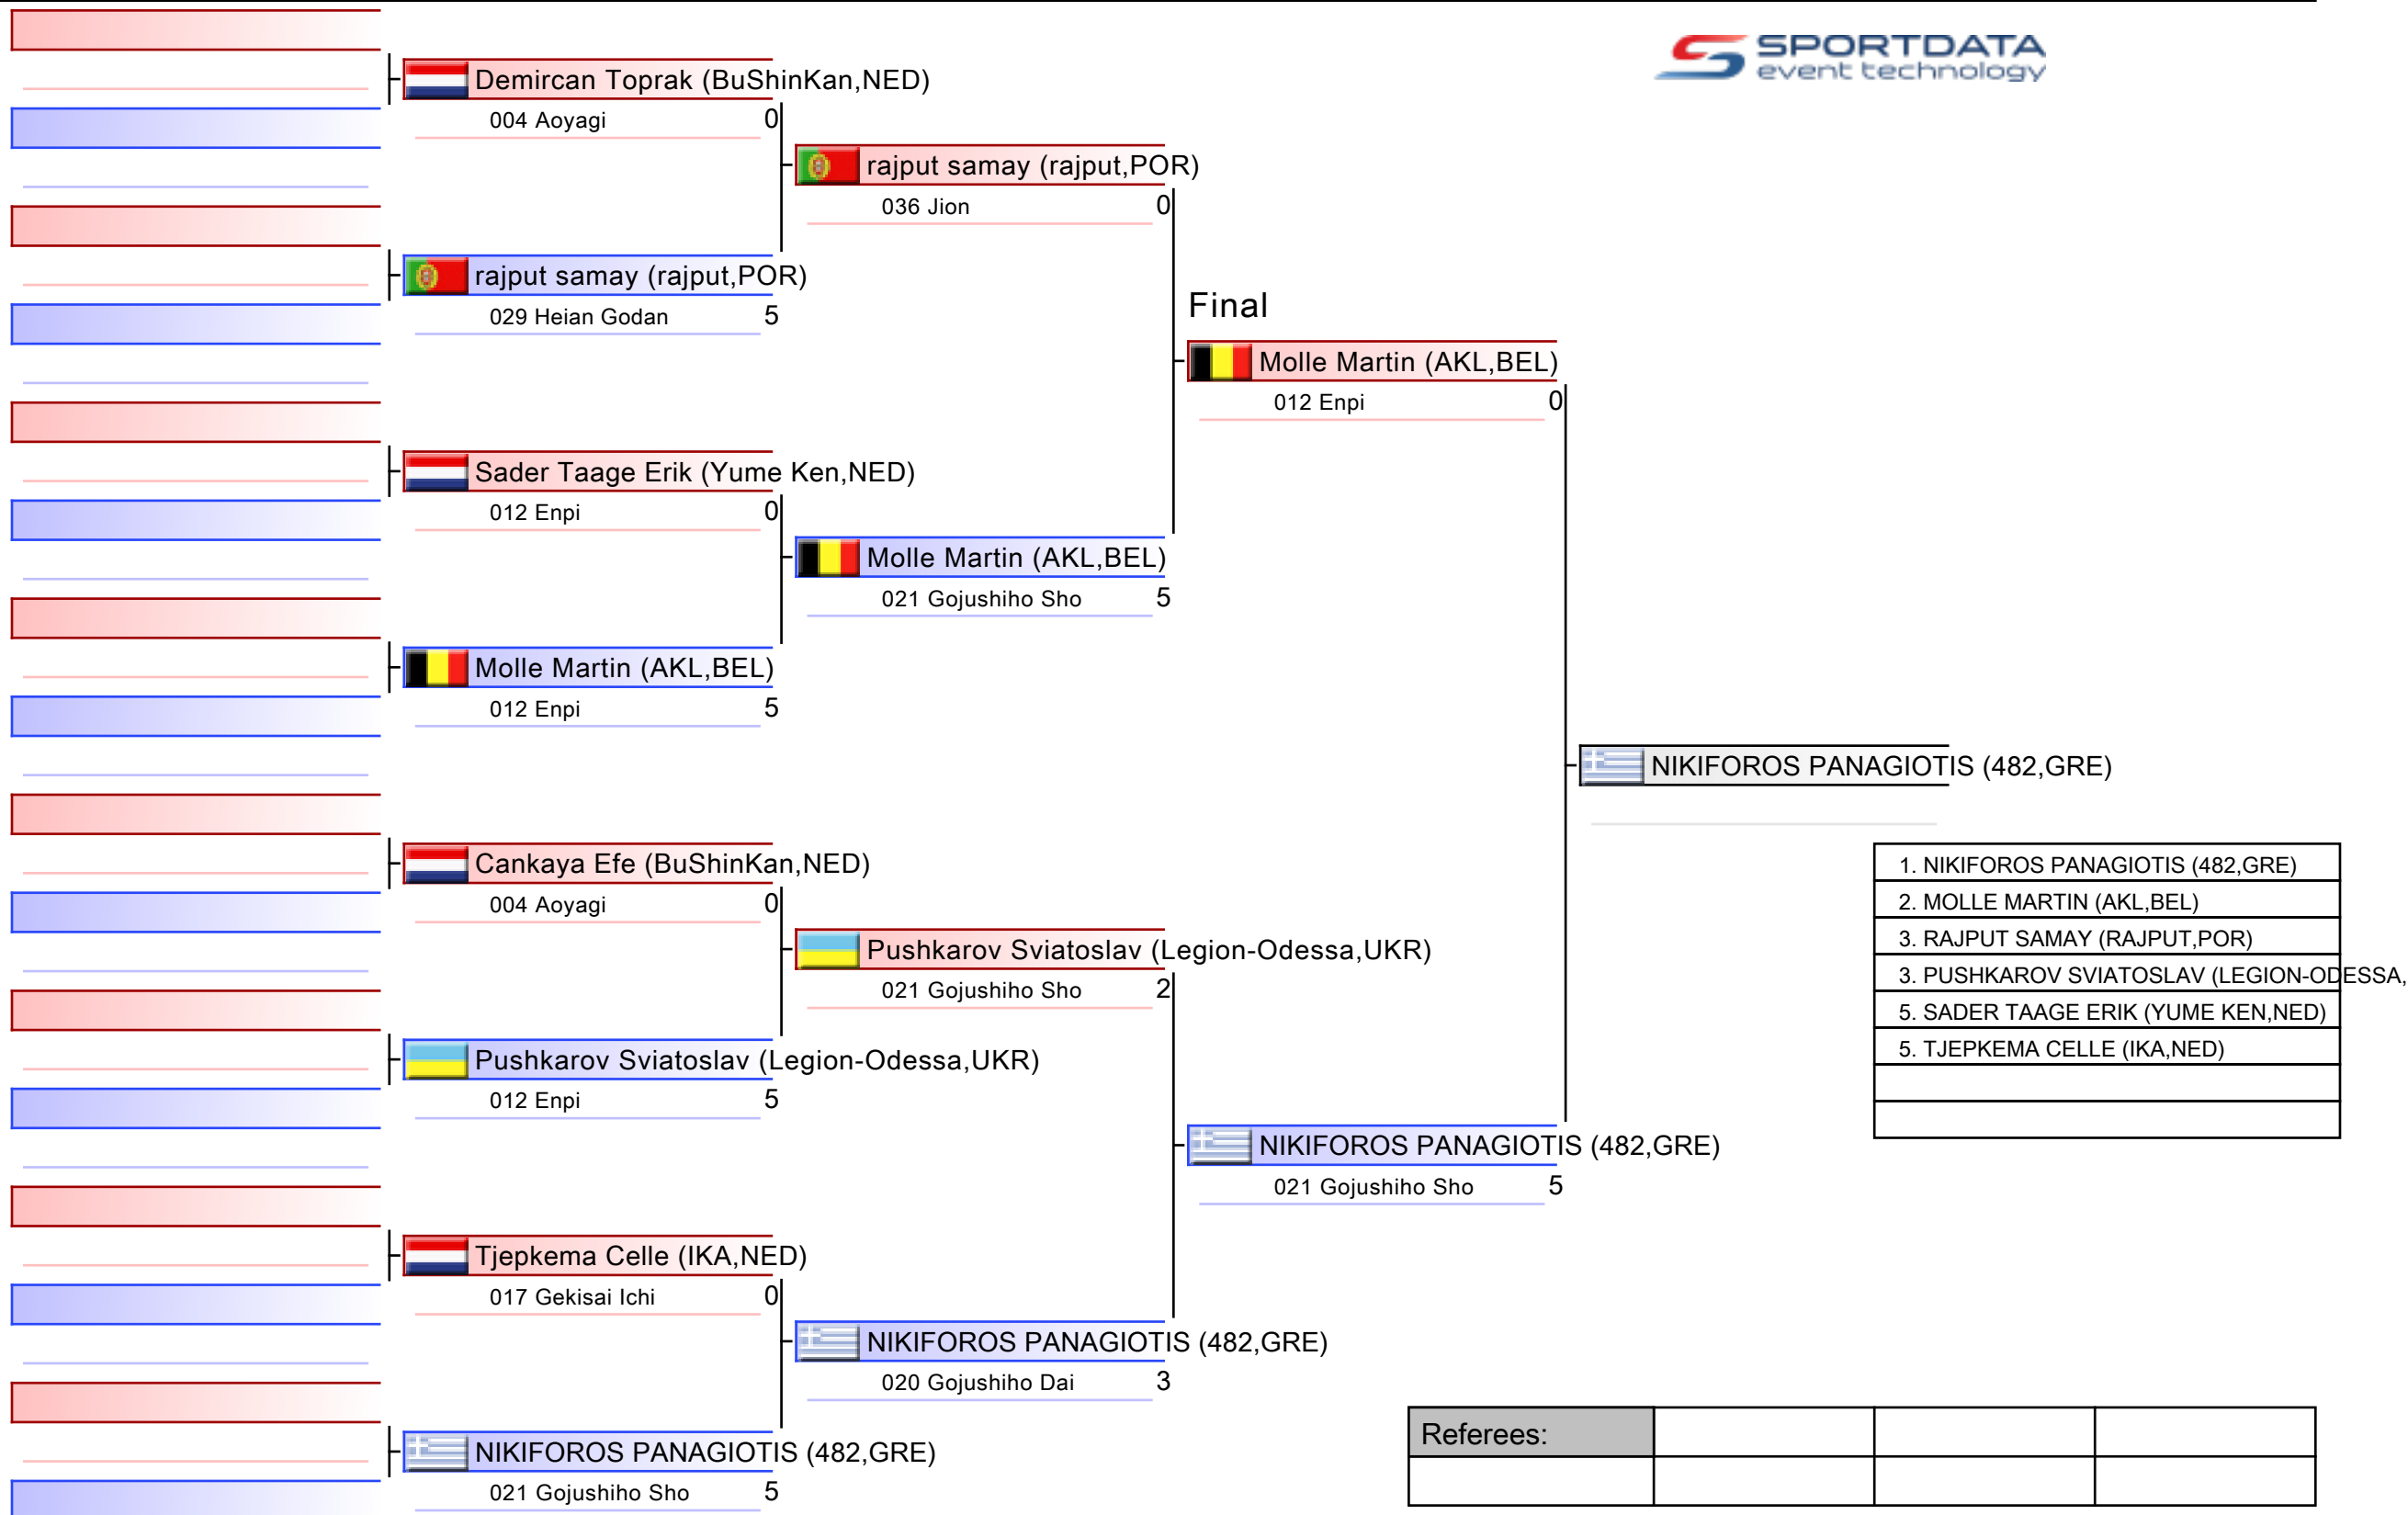 SPORTDATA
event technology
Demircan Toprak (BuShinKan,NED)
004 Aoyagi 0
rajput samay (rajput,POR)
036 Jion 0
rajput samay (rajput,POR)
029 Heian Godan 5
Final
Molle Martin (AKL,BEL)
012 Enpi 0
Sader Taage Erik (Yume Ken,NED)
012 Enpi 0
Molle Martin (AKL,BEL)
021 Gojushiho Sho 5
Molle Martin (AKL,BEL)
012 Enpi 5
NIKIFOROS PANAGIOTIS (482,GRE)
Cankaya Efe (BuShinKan,NED)
004 Aoyagi 0
Pushkarov Sviatoslav (Legion-Odessa,UKR)
021 Gojushiho Sho 2
Pushkarov Sviatoslav (Legion-Odessa,UKR)
012 Enpi 5
NIKIFOROS PANAGIOTIS (482,GRE)
021 Gojushiho Sho 5
Tjepkema Celle (IKA,NED)
017 Gekisai Ichi 0
NIKIFOROS PANAGIOTIS (482,GRE)
020 Gojushiho Dai 3
NIKIFOROS PANAGIOTIS (482,GRE)
021 Gojushiho Sho 5
1. NIKIFOROS PANAGIOTIS (482,GRE)
2. MOLLE MARTIN (AKL,BEL)
3. RAJPUT SAMAY (RAJPUT,POR)
3. PUSHKAROV SVIATOSLAV (LEGION-ODESSA,
5. SADER TAAGE ERIK (YUME KEN,NED)
5. TJEPKEMA CELLE (IKA,NED)
Referees: